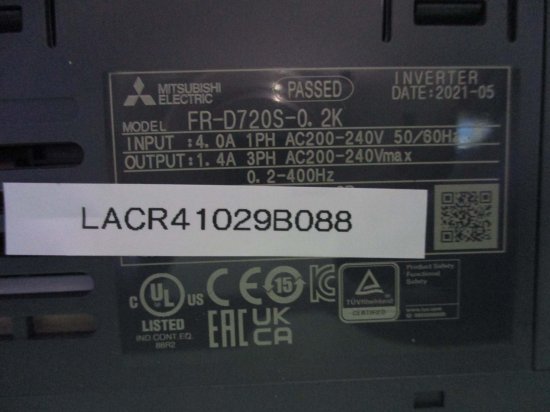 MITSUBISHI
ELECTRIC
PASSED
INVERTER
DATE:2021-05
MODEL FR-D720S-0.2K
INPUT :4.0A 1PH AC200-240V 50/60Hz
OUTPUT:1.4A 3PH AC200-240Vmax
0.2-400Hz
LACR41029B088
C UL US
LISTED
IND.CONT.EQ.
88R2
CE
15
EAC
UK
CA
TÜVRheinland
CERTIFIED
Product Safety
Functional
Safety